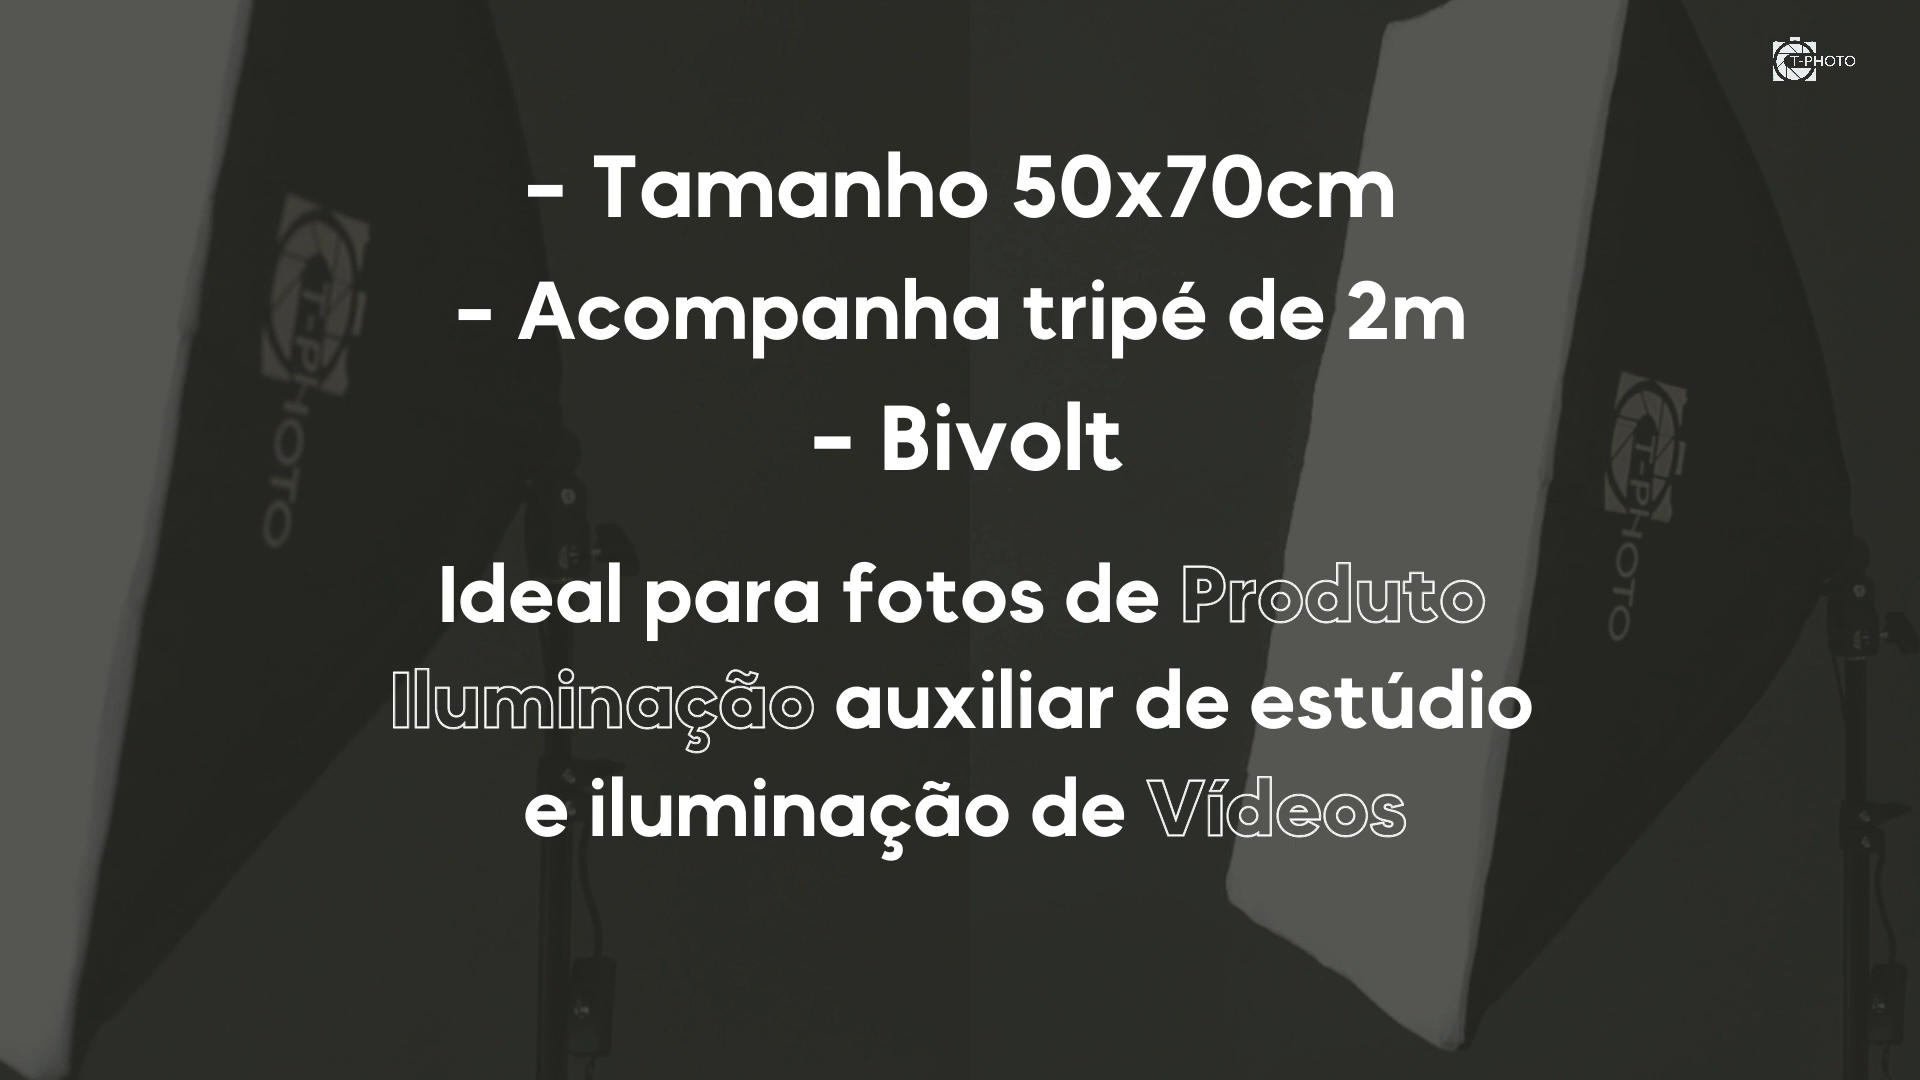 T-PHOTO
- Tamanho 50x70cm
- Acompanha tripé de 2m
- Bivolt
Ideal para fotos de Produto
Iluminação auxiliar de estúdio
e iluminação de Vídeos
T-PHOTO
T-PHOTO